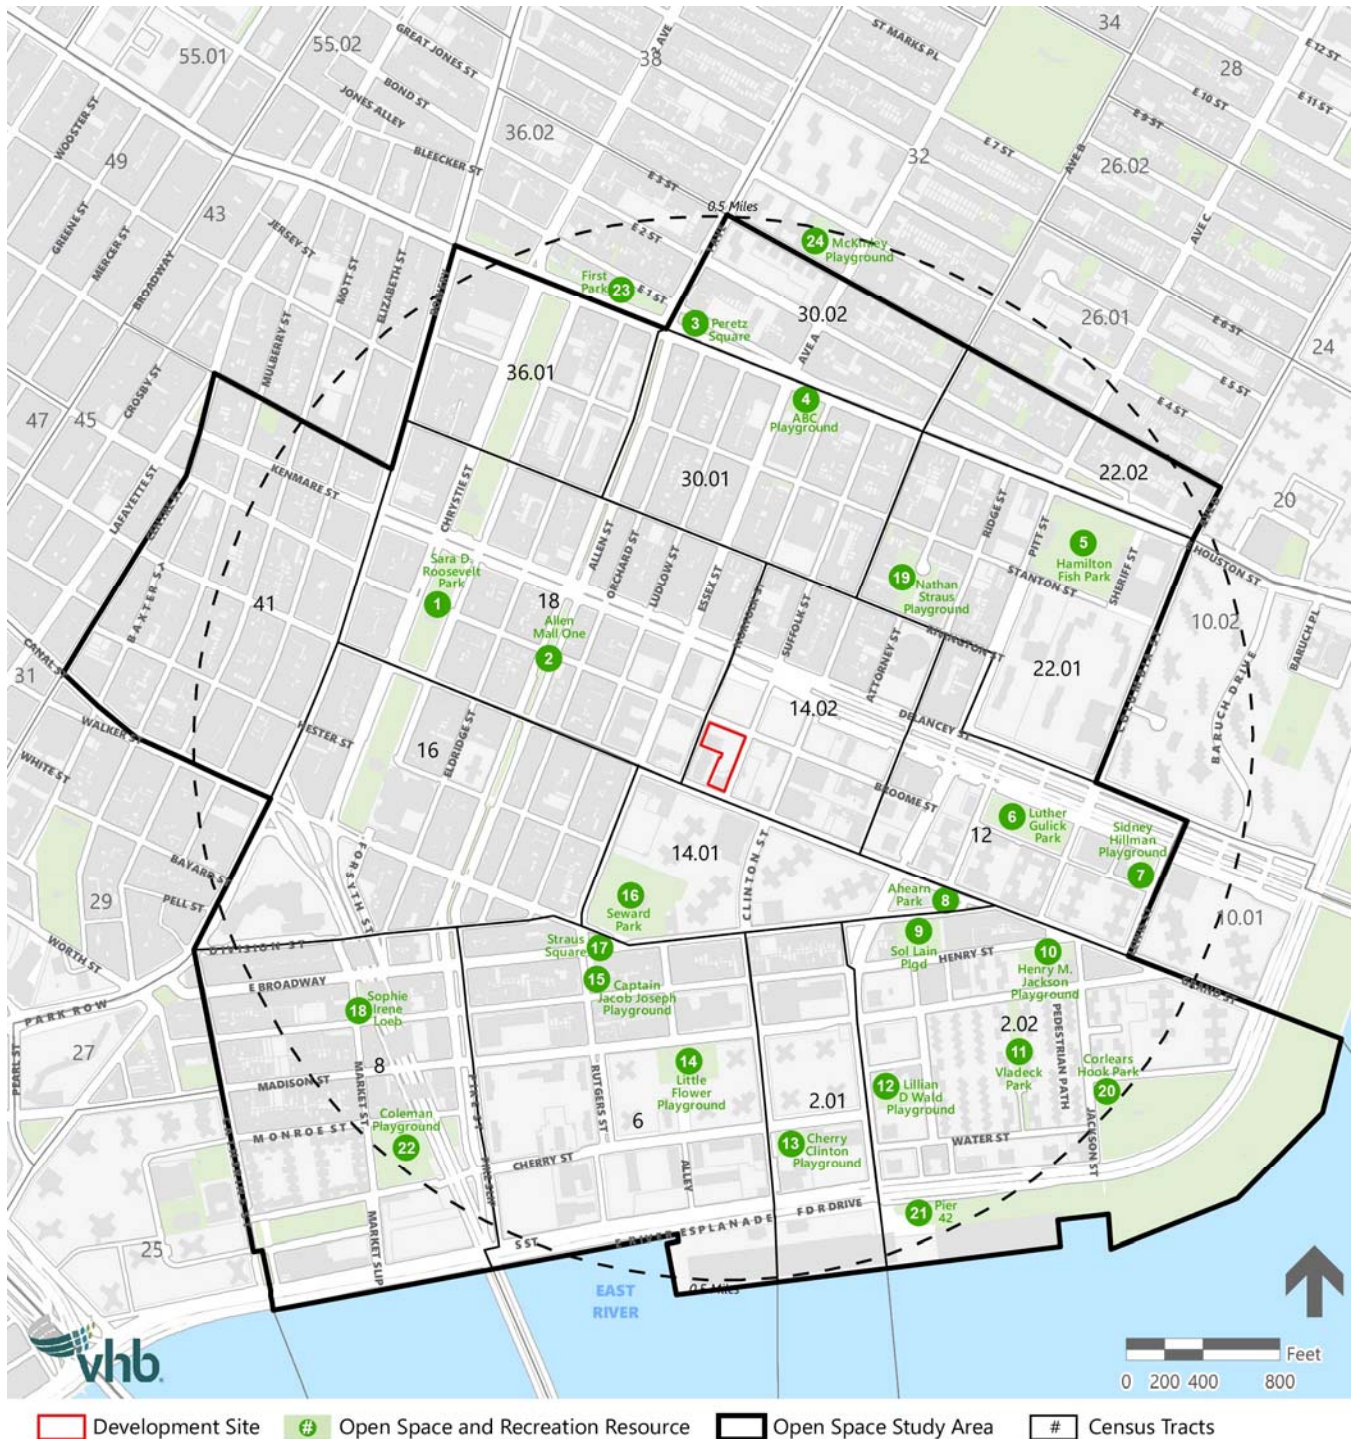 34
55.02
GREAT JONES ST
2 AVE
ST MARKS PL
E 12 ST
55.01
38
28
BOND ST
E 11 ST
JONES ALLEY
E 10 ST
WOOSTER ST
36.02
E 9 ST
BLEECKER ST
E 7 ST
AVE B
49
32
26.02
E 3 ST
GREENE ST
MERCER ST
43
0.5 Miles
AVE C
JERSEY ST
E 2 ST
24
McKinley
Playground
BROADWAY
MOTT ST
ELIZABETH ST
BOWERY
First
Park
23
E 1 ST
30.02
26.01
MULBERRY ST
3
Peretz
Square
AVE A
E 6 ST
24
36.01
E 5 ST
CROSBY ST
4
ABC
Playground
E 4 ST
47
45
KENMARE ST
30.01
22.02
LAFAYETTE ST
CENTRE ST
CHRYSTIE ST
RIDGE ST
PITT ST
20
ALLEN ST
5
Hamilton
Fish Park
E HOUSTON ST
BAXTER ST
Sara D.
Roosevelt
Park
1
ORCHARD ST
LUDLOW ST
ESSEX ST
19
Nathan
Straus
Playground
STANTON ST
SHERIFF ST
41
18
NORFOLK ST
SUFFOLK ST
10.02
BARUCH PL
Allen
Mall One
2
ATTORNEY ST
RIVINGTON ST
CANAL ST
31
22.01
COLUMBIA ST
BARUCH DRIVE
14.02
DELANCEY ST
WALKER ST
HESTER ST
16
ELDRIDGE ST
WHITE ST
BROOME ST
6
Luther
Gulick
Park
Sidney
Hillman
Playground
7
12
FORSYTH ST
14.01
CLINTON ST
BAYARD ST
29
PELL ST
16
Seward
Park
Ahearn
Park
8
10.01
WORTH ST
DIVISION ST
Straus
Square
17
9
Sol Lain
Plgd
HENRY ST
10
Henry M.
Jackson
Playground
GRAND ST
E BROADWAY
15
Captain
Jacob Joseph
Playground
PARK ROW
18
Sophie
Irene
Loeb
2.02
PEDESTRIAN PATH
27
PEARL ST
14
Little
Flower
Playground
11
Vladeck
Park
Corlears
Hook Park
20
8
MADISON ST
MARKET ST
PIKE ST
RUTGERS ST
12
Lillian
D Wald
Playground
2.01
Coleman
Playground
22
MONROE ST
6
13
Cherry
Clinton
Playground
WATER ST
JACKSON ST
CHERRY ST
PIKE SLIP
ALLEY
25
MARKET SLIP
S ST
E RIVER ESPLANADE
F D R DRIVE
21
Pier
42
0.5 Miles
EAST
RIVER
vhb
Feet
0 200 400 800
Development Site
# Open Space and Recreation Resource
Open Space Study Area
# Census Tracts